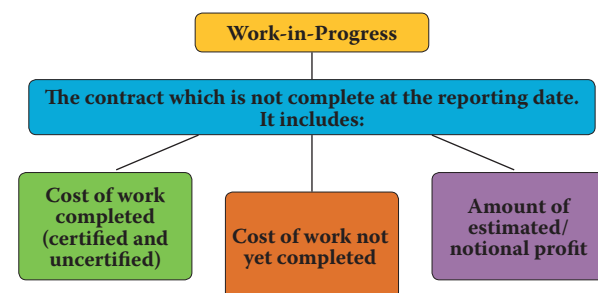 Work-in-Progress
The contract which is not complete at the reporting date.
It includes:
Cost of work
completed
(certified and
uncertified)
Cost of work not
yet completed
Amount of
estimated/
notional profit